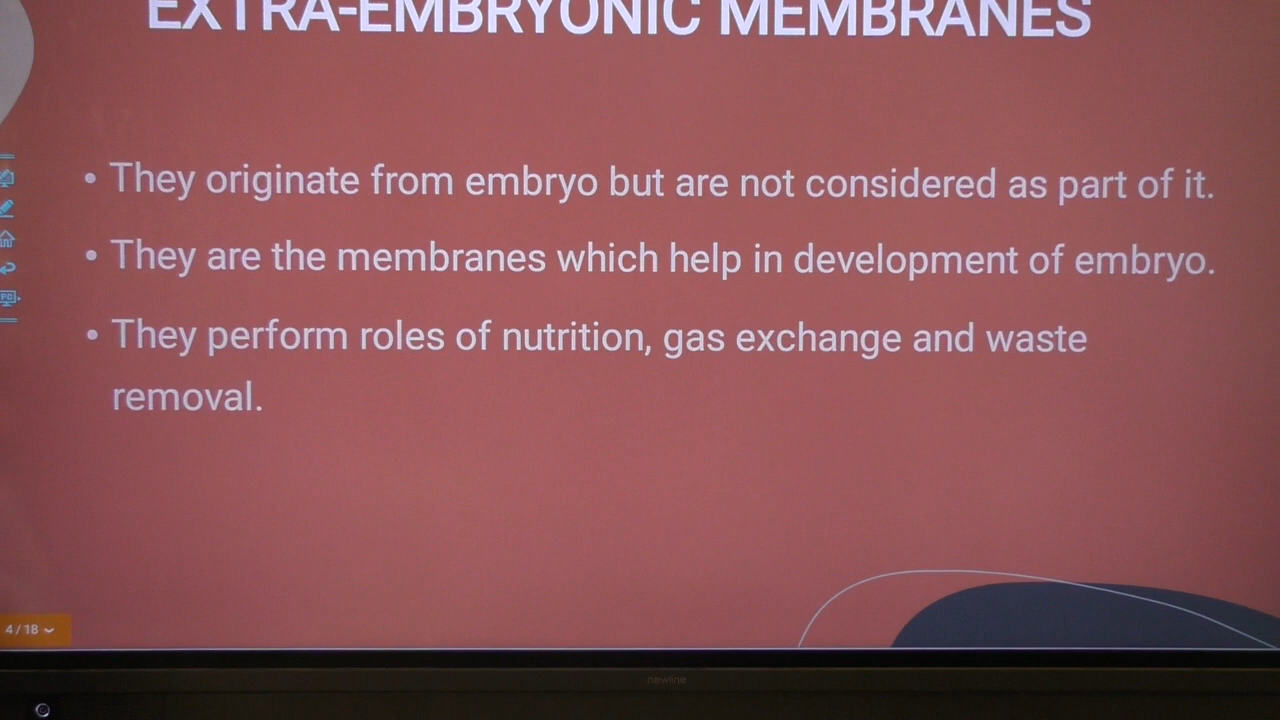 EXTRA-EMBRYONIC MEMBRANES
• They originate from embryo but are not considered as part of it.
• They are the membranes which help in development of embryo.
• They perform roles of nutrition, gas exchange and waste
removal.
PC
4/18
newline